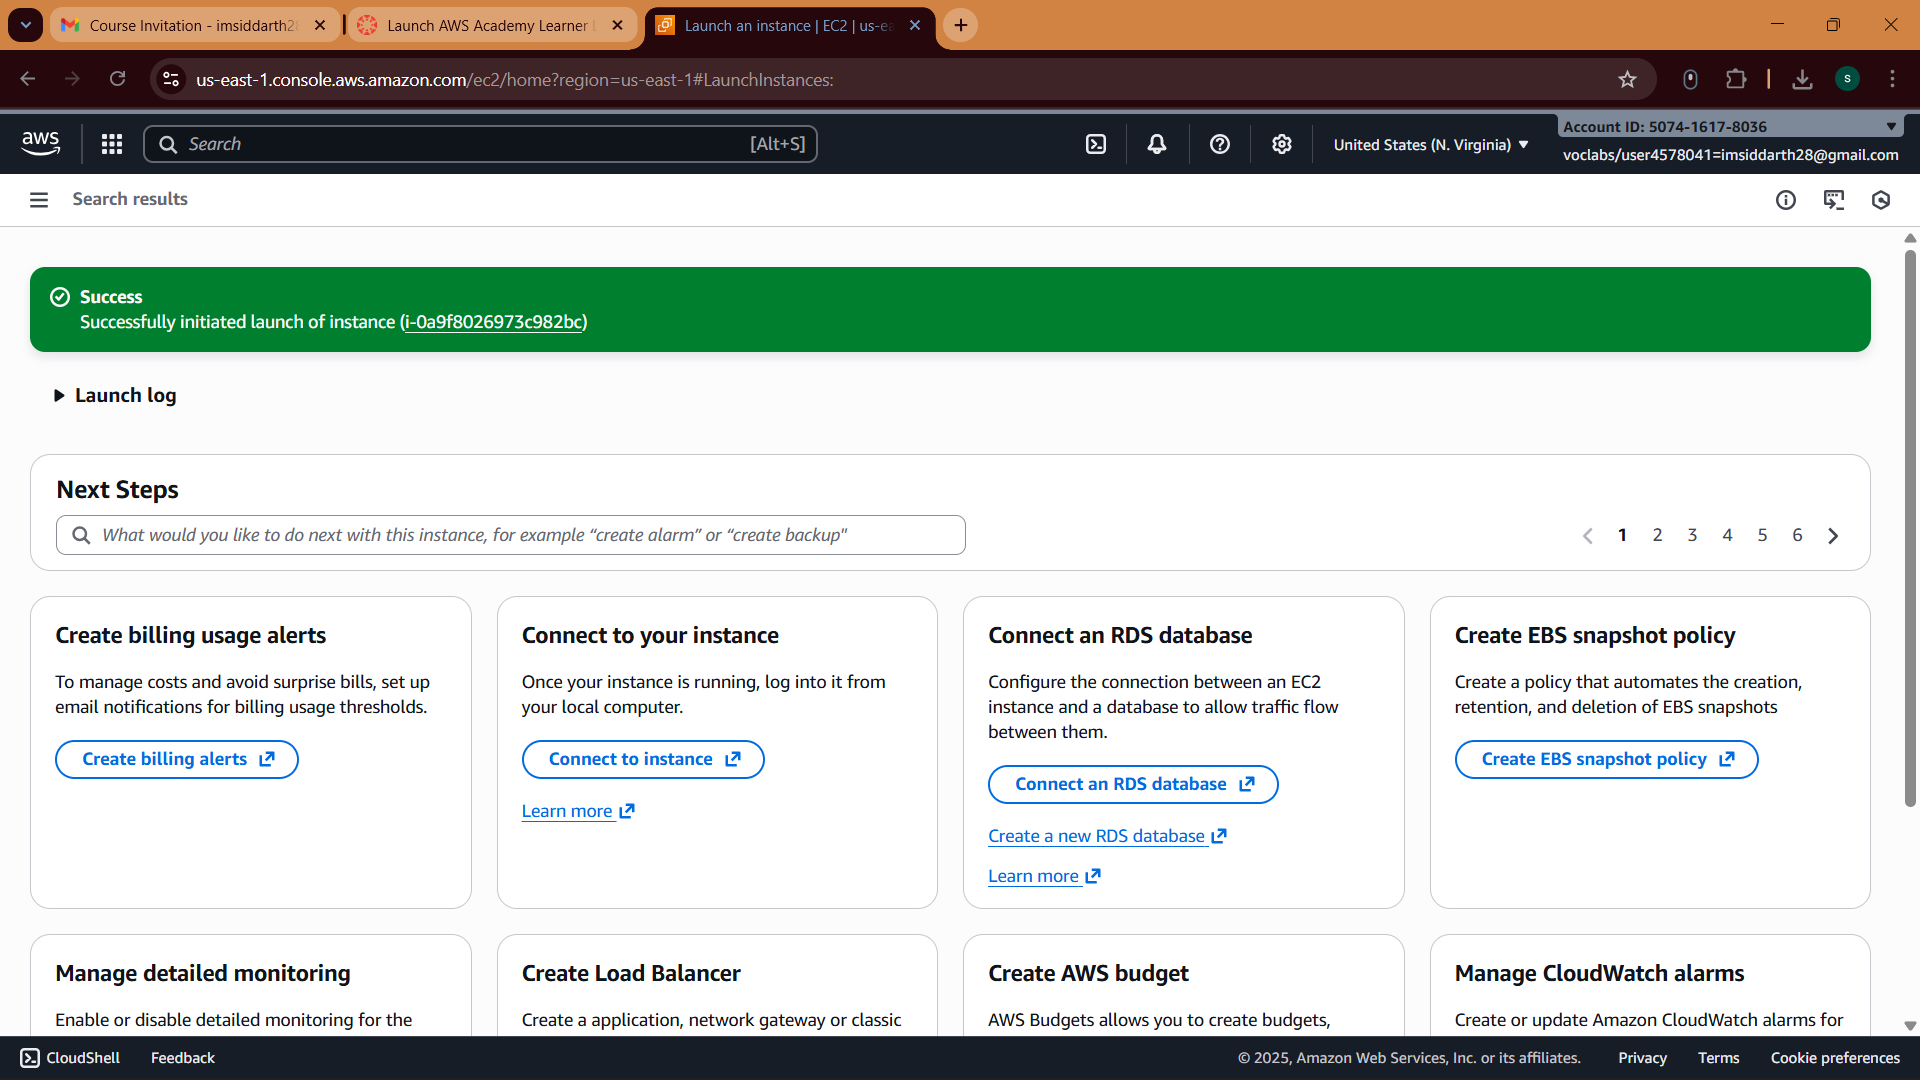 Course Invitation - imsiddarth28
Launch AWS Academy Learner L
Launch an instance | EC2 | us-ea
us-east-1.console.aws.amazon.com/ec2/home?region=us-east-1#LaunchInstances:
S
aws
Search
[Alt+S]
United States (N. Virginia)
Account ID: 5074-1617-8036
voclabs/user4578041=imsiddarth28@gmail.com
Search results
Success
Successfully initiated launch of instance (i-0a9f8026973c982bc)
Launch log
Next Steps
What would you like to do next with this instance, for example “create alarm” or “create backup"
1 2 3 4 5 6
Create billing usage alerts
To manage costs and avoid surprise bills, set up
email notifications for billing usage thresholds.
Create billing alerts
Connect to your instance
Once your instance is running, log into it from
your local computer.
Connect to instance
Learn more
Connect an RDS database
Configure the connection between an EC2
instance and a database to allow traffic flow
between them.
Connect an RDS database
Create a new RDS database
Learn more
Create EBS snapshot policy
Create a policy that automates the creation,
retention, and deletion of EBS snapshots
Create EBS snapshot policy
Manage detailed monitoring
Enable or disable detailed monitoring for the
Create Load Balancer
Create a application, network gateway or classic
Create AWS budget
AWS Budgets allows you to create budgets,
Manage CloudWatch alarms
Create or update Amazon CloudWatch alarms for
CloudShell
Feedback
© 2025, Amazon Web Services, Inc. or its affiliates.
Privacy
Terms
Cookie preferences